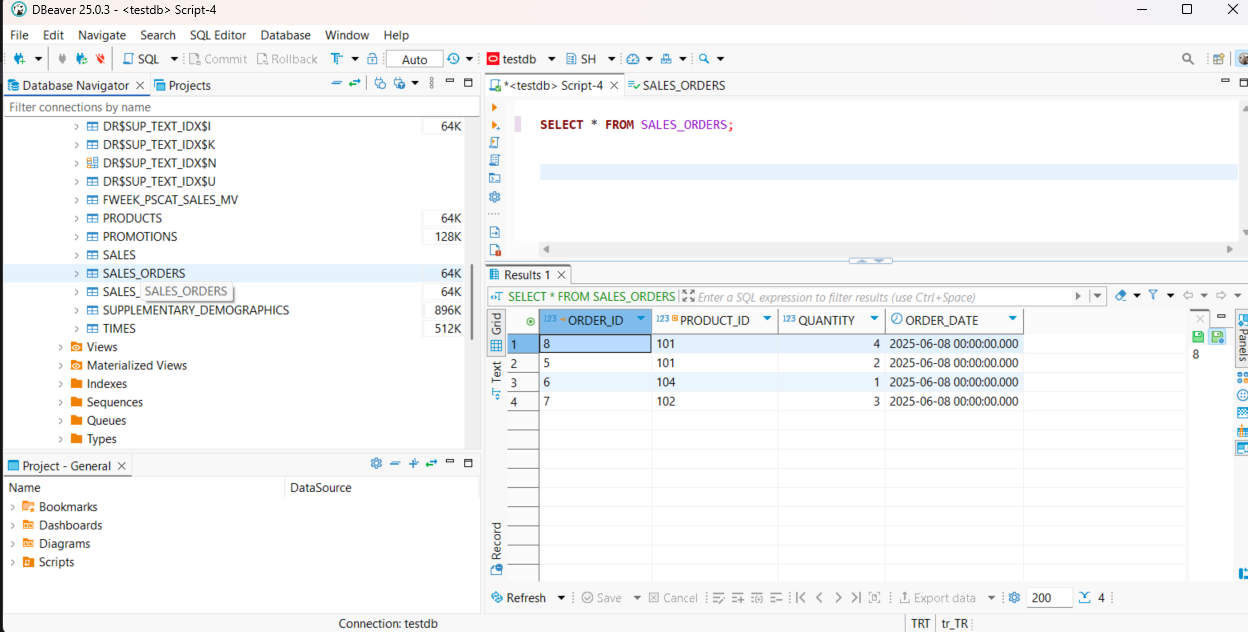 DBeaver 25.0.3 - <testdb> Script-4
File Edit Navigate Search SQL Editor Database Window Help
SQL Commit Rollback Auto testdb SH
Database Navigator Projects
Filter connections by name
DR$SUP_TEXT_IDX$I 64K
DR$SUP_TEXT_IDX$K
DR$SUP_TEXT_IDX$N
DR$SUP_TEXT_IDX$U
FWEEK_PSCAT_SALES_MV
PRODUCTS 64K
PROMOTIONS 128K
SALES
SALES_ORDERS 64K
SALES_ 64K
SALES_ORDERS
SUPPLEMENTARY_DEMOGRAPHICS 896K
TIMES 512K
Views
Materialized Views
Indexes
Sequences
Queues
Types
Project - General
Name DataSource
Bookmarks
Dashboards
Diagrams
Scripts
*<testdb> Script-4 SALES_ORDERS
SELECT * FROM SALES_ORDERS;
Results 1
SELECT * FROM SALES_ORDERS Enter a SQL expression to filter results (use Ctrl+Space)
Grid
Text
Record
123 ORDER_ID 123 PRODUCT_ID 123 QUANTITY ORDER_DATE
1 8 101 4 2025-06-08 00:00:00.000
2 5 101 2 2025-06-08 00:00:00.000
3 6 104 1 2025-06-08 00:00:00.000
4 7 102 3 2025-06-08 00:00:00.000
8
Panels
Refresh Save Cancel Export data 200 4
Connection: testdb
TRT tr_TR